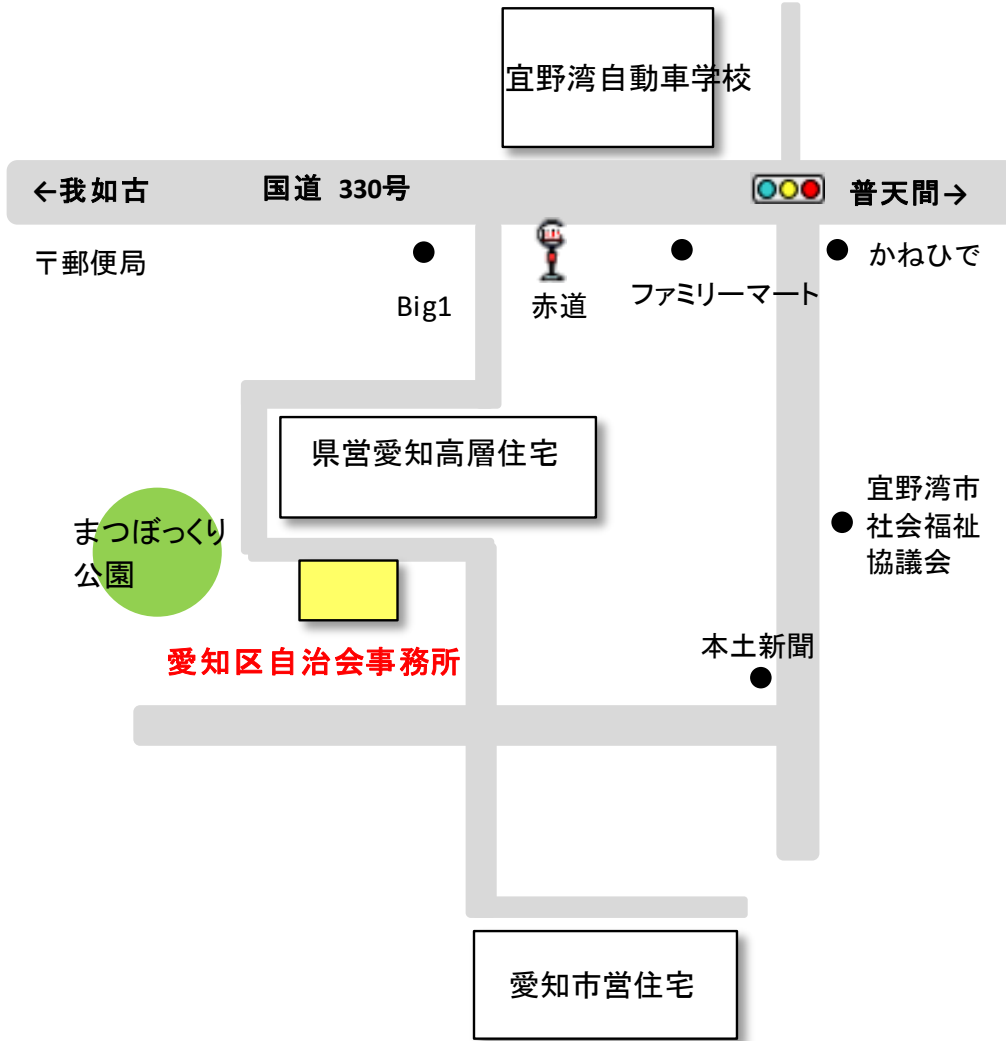 宜野湾自動車学校
←我如古
国道 330号
普天間→
〒郵便局
Big1
赤道
ファミリーマート
かねひで
県営愛知高層住宅
まつぼっくり
公園
宜野湾市
社会福祉
協議会
愛知区自治会事務所
本土新聞
愛知市営住宅